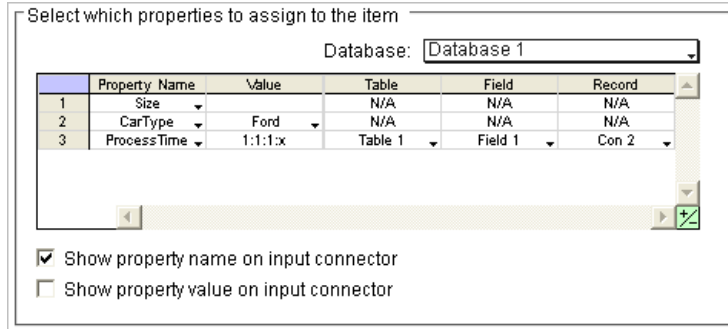 Select which properties to assign to the item
Database: Database 1
Property Name Value Table Field Record
1 Size N/A N/A N/A
2 CarType Ford N/A N/A N/A
3 ProcessTime 1:1:1:x Table 1 Field 1 Con 2
+/-
Show property name on input connector
Show property value on input connector